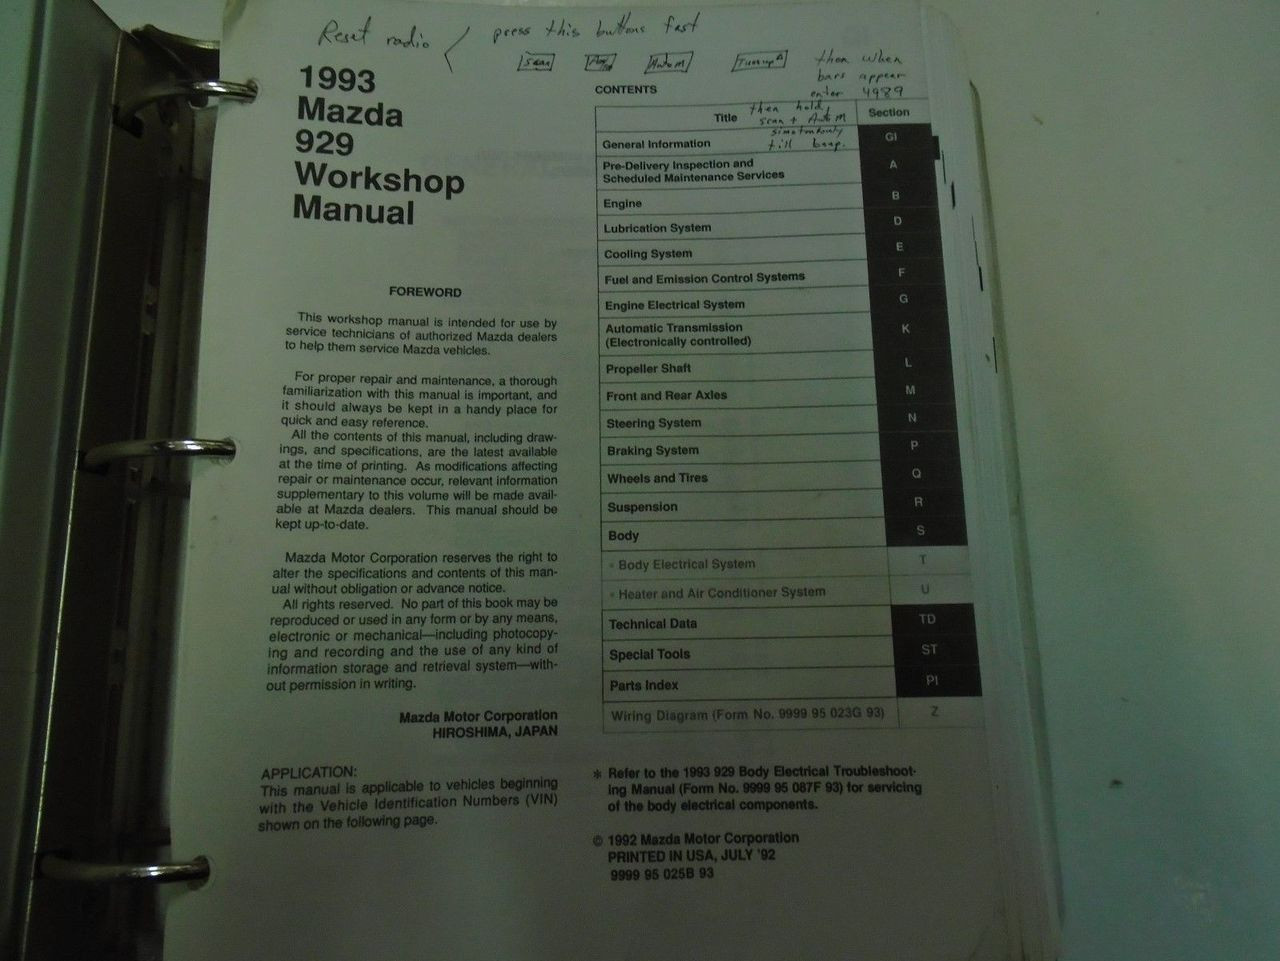 Reset radio
press this buttons fast
Scan
AutoM
Tune up
then when
bars appear
enter 4989
then hold,
scan + AutoM
till beep.
1993
Mazda
929
Workshop
Manual
FOREWORD
This workshop manual is intended for use by
service technicians of authorized Mazda dealers
to help them service Mazda vehicles.
For proper repair and maintenance, a thorough
familiarization with this manual is important, and
it should always be kept in a handy place for
quick and easy reference.
All the contents of this manual, including draw-
ings, and specifications, are the latest available
at the time of printing. As modifications affecting
repair or maintenance occur, relevant information
supplementary to this volume will be made avail-
able at Mazda dealers. This manual should be
kept up-to-date.
Mazda Motor Corporation reserves the right to
alter the specifications and contents of this man-
ual without obligation or advance notice.
All rights reserved. No part of this book may be
reproduced or used in any form or by any means,
electronic or mechanical—including photocopy-
ing and recording and the use of any kind of
information storage and retrieval system—with-
out permission in writing.
Mazda Motor Corporation
HIROSHIMA, JAPAN
APPLICATION:
This manual is applicable to vehicles beginning
with the Vehicle Identification Numbers (VIN)
shown on the following page.
CONTENTS
Title Section
General Information GI
Pre-Delivery Inspection and
Scheduled Maintenance Services A
Engine B
Lubrication System D
Cooling System E
Fuel and Emission Control Systems F
Engine Electrical System G
Automatic Transmission
(Electronically controlled) K
Propeller Shaft L
Front and Rear Axles M
Steering System N
Braking System P
Wheels and Tires Q
Suspension R
Body S
* Body Electrical System T
* Heater and Air Conditioner System U
Technical Data TD
Special Tools ST
Parts Index PI
Wiring Diagram (Form No. 9999 95 023G 93) Z
* Refer to the 1993 929 Body Electrical Troubleshoot-
ing Manual (Form No. 9999 95 087F 93) for servicing
of the body electrical components.
© 1992 Mazda Motor Corporation
PRINTED IN USA, JULY '92
9999 95 025B 93